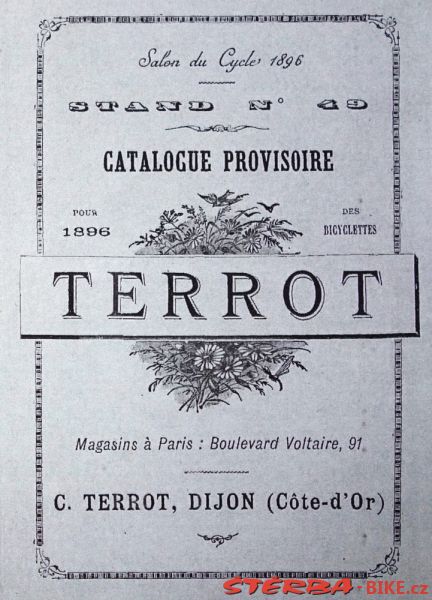 Salon du Cycle 1896
STAND N° 49
CATALOGUE PROVISOIRE
POUR 1896
DES BICYCLETTES
TERROT
Magasins à Paris : Boulevard Voltaire, 91
C. TERROT, DIJON (Côte-d'Or)
ŠTĚRBA-BIKE.cz